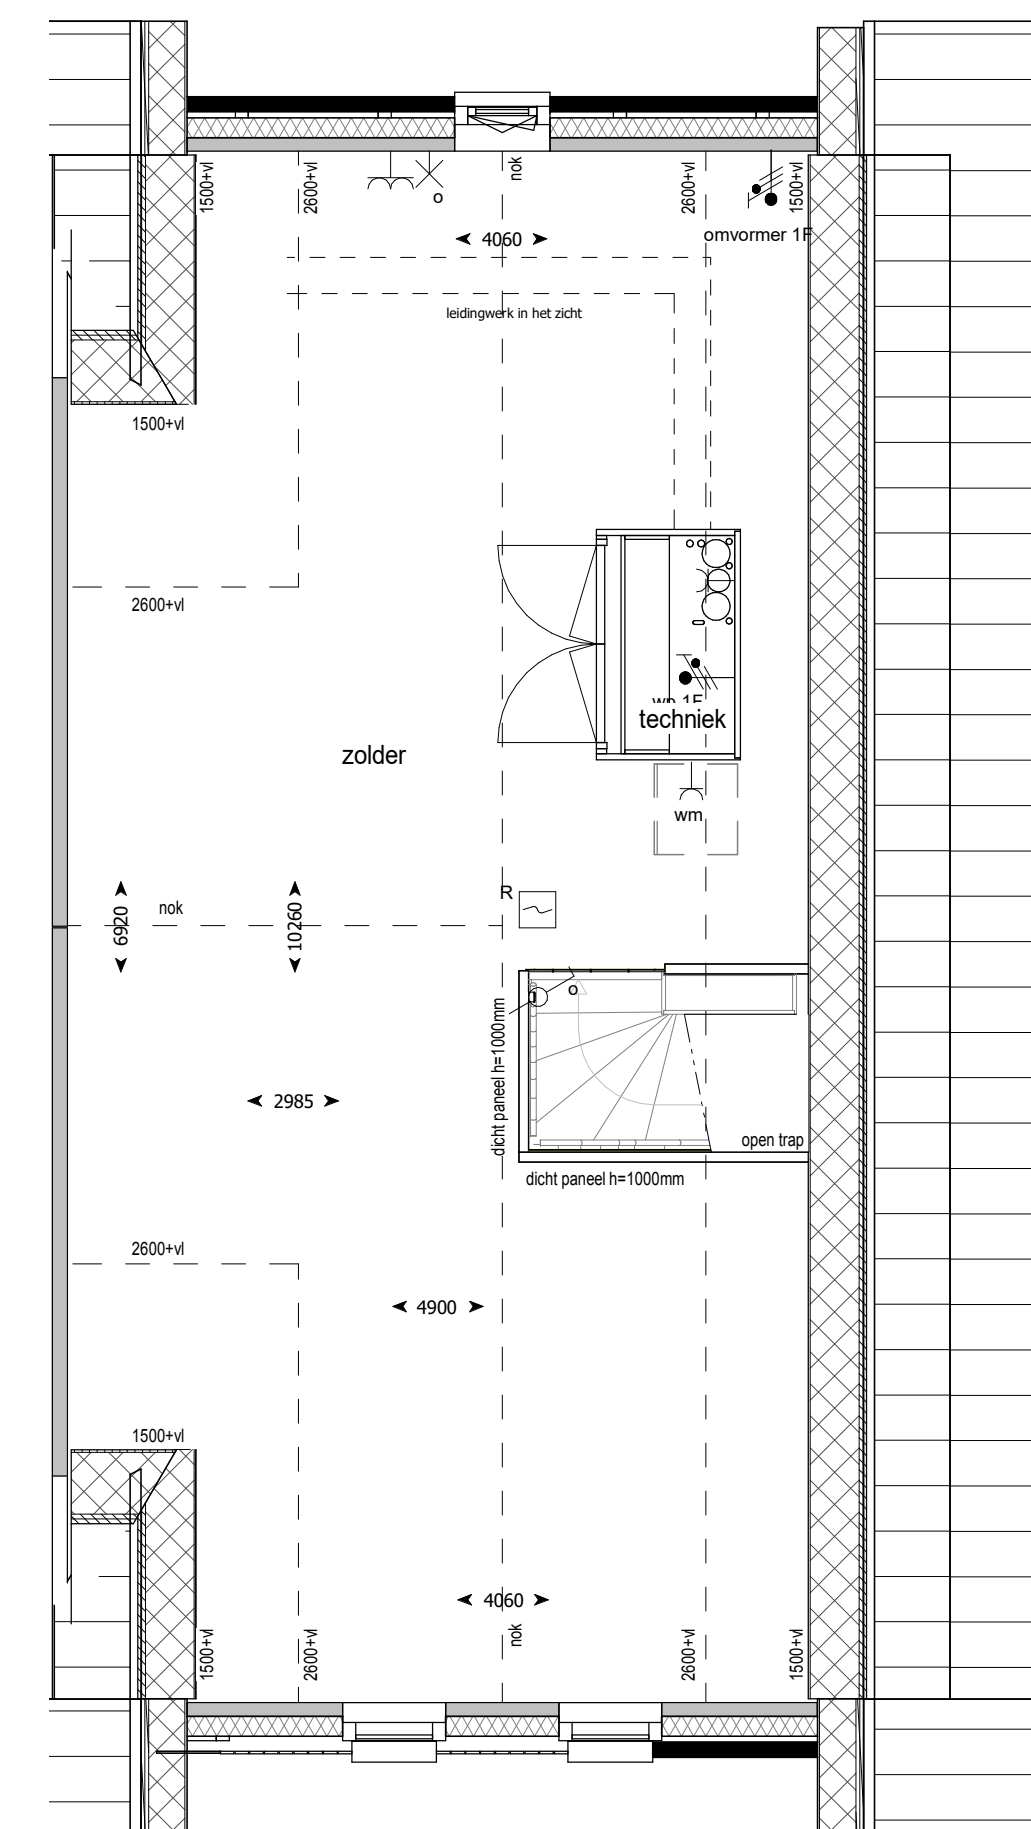 1500+vl
2600+vl
o
nok
2600+vl
1500+vl
4060
omvormer 1F
leidingwerk in het zicht
1500+vl
2600+vl
techniek
zolder
wm
R
nok
6920
10260
o
dicht paneel h=1000mm
2985
open trap
dicht paneel h=1000mm
2600+vl
4900
1500+vl
4060
1500+vl
2600+vl
nok
2600+vl
1500+vl